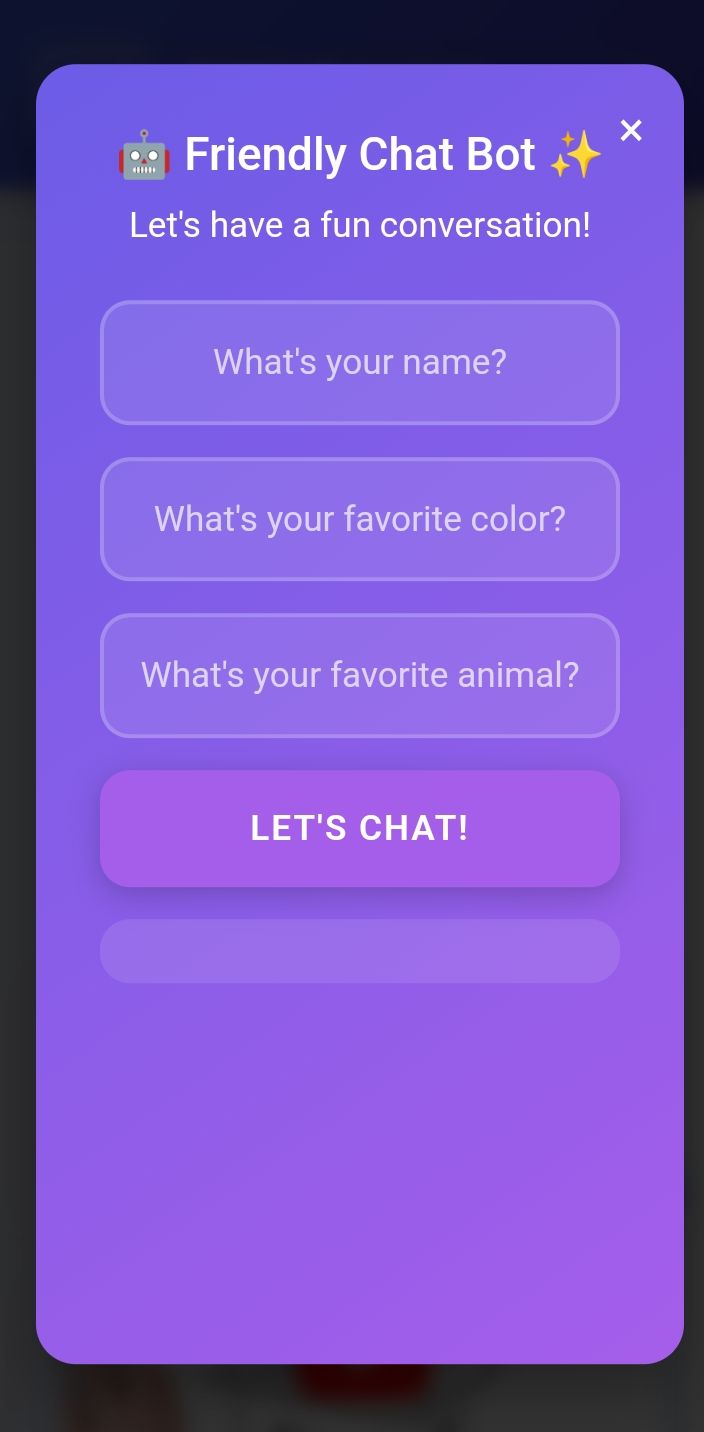 🤖 Friendly Chat Bot ✨
×
Let's have a fun conversation!
What's your name?
What's your favorite color?
What's your favorite animal?
LET'S CHAT!